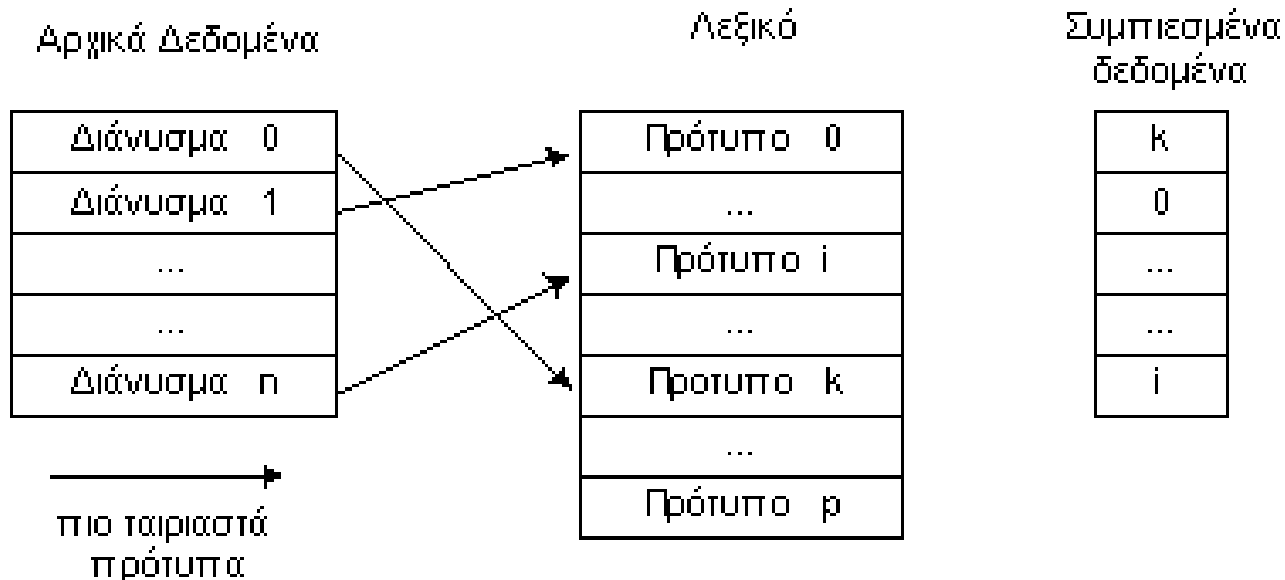 Αρχικά Δεδομένα
Λεξικό
Συμπιεσμένα
δεδομένα
Διάνυσμα 0
Διάνυσμα 1
...
...
Διάνυσμα n
Πρότυπο 0
...
Πρότυπο i
...
Προτυπο k
...
Πρότυπο p
k
0
...
...
i
πιο ταιριαστά
πρότυπα